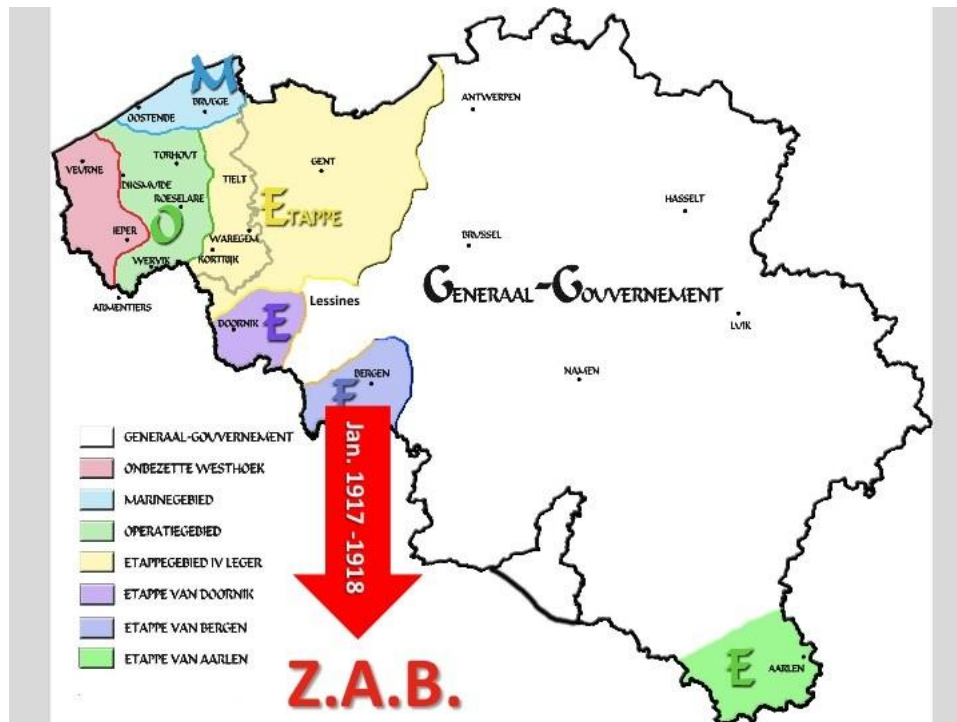 M
BRUGGE
OOSTENDE
ANTWERPEN
VEURNE
TORHOUT
DIKSMUIDE
ROESELARE
TIELT
GENT
HASSELT
O
ETAPPE
IEPER
WAREGEM
BRUSSEL
WERVIK
KORTRIJK
GENERAAL-GOUVERNEMENT
ARMENTIERS
Lessines
DOORNIK
E
LUIK
BERGEN
E
NAMEN
GENERAAL-GOUVERNEMENT
ONBEZETTE WESTHOEK
MARINEGEBIED
OPERATIEGEBIED
ETAPPEGEBIED IV LEGER
ETAPPE VAN DOORNIK
ETAPPE VAN BERGEN
ETAPPE VAN AARLEN
Jan. 1917 -1918
Z.A.B.
E
AARLEN